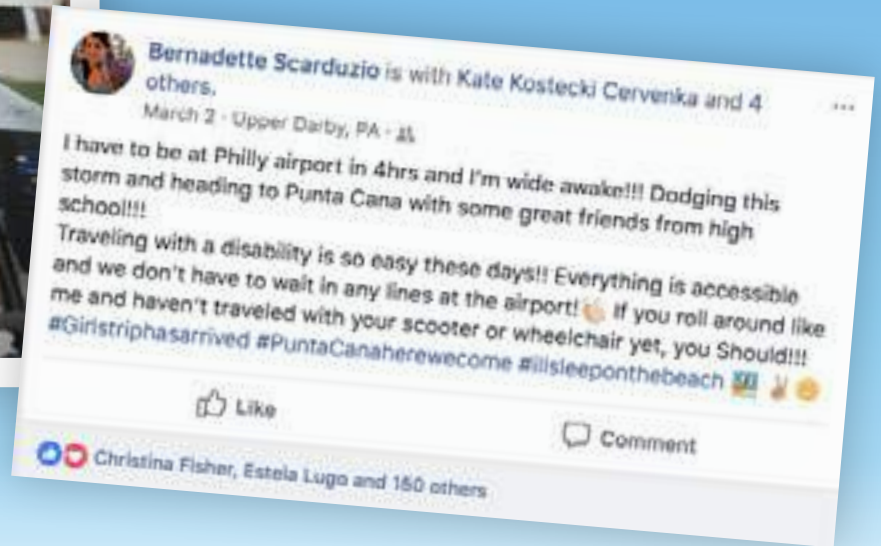 Bernadette Scarduzio is with Kate Kostecki Cervenka and 4
others.
March 2 · Upper Darby, PA ·
I have to be at Philly airport in 4hrs and I'm wide awake!!! Dodging this
storm and heading to Punta Cana with some great friends from high
school!!!
Traveling with a disability is so easy these days!! Everything is accessible
and we don't have to wait in any lines at the airport!👏🏻 If you roll around like
me and haven't traveled with your scooter or wheelchair yet, you Should!!!
#Girlstriphasarrived #PuntaCanaherewecome #illsleeponthebeach
Like Comment
Christina Fisher, Estela Lugo and 150 others